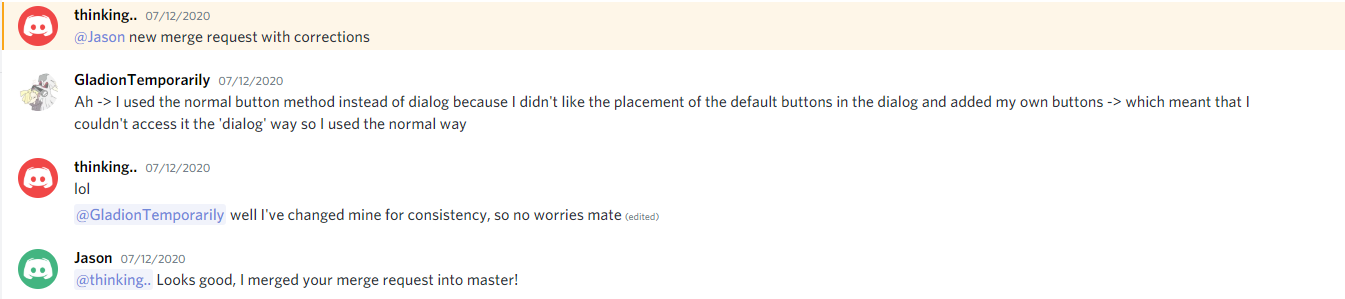 thinking.. 07/12/2020
@Jason new merge request with corrections
GladionTemporarily 07/12/2020
Ah -> I used the normal button method instead of dialog because I didn't like the placement of the default buttons in the dialog and added my own buttons -> which meant that I
couldn't access it the 'dialog' way so I used the normal way
thinking.. 07/12/2020
lol
@GladionTemporarily well I've changed mine for consistency, so no worries mate (edited)
Jason 07/12/2020
@thinking.. Looks good, I merged your merge request into master!